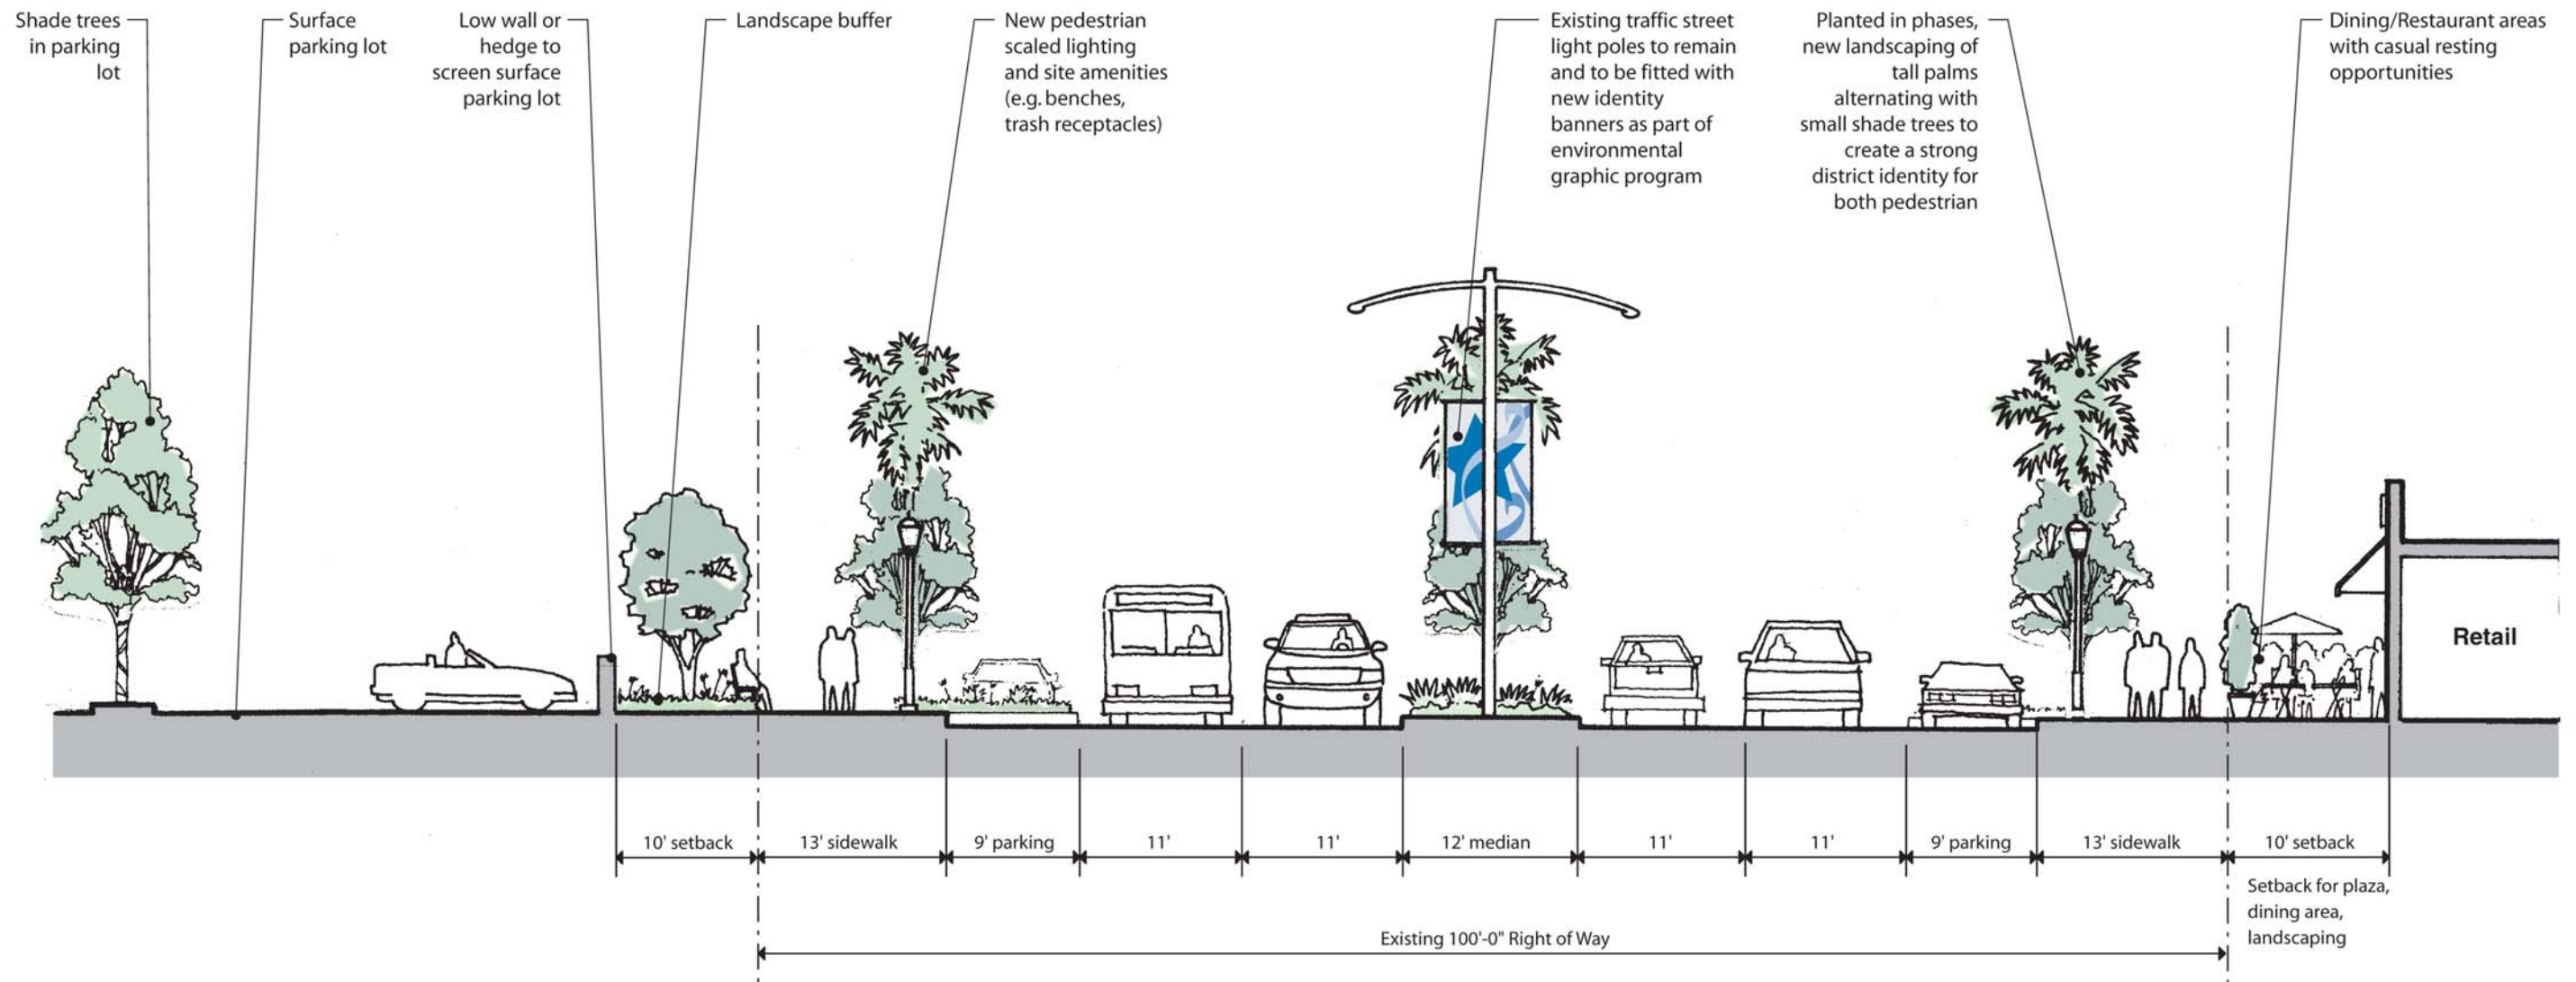 Shade trees
in parking
lot
Surface
parking lot
Low wall or
hedge to
screen surface
parking lot
Landscape buffer
New pedestrian
scaled lighting
and site amenities
(e.g. benches,
trash receptacles)
Existing traffic street
light poles to remain
and to be fitted with
new identity
banners as part of
environmental
graphic program
Planted in phases,
new landscaping of
tall palms
alternating with
small shade trees to
create a strong
district identity for
both pedestrian
Dining/Restaurant areas
with casual resting
opportunities
Retail
10' setback
13' sidewalk
9' parking
11'
11'
12' median
11'
11'
9' parking
13' sidewalk
10' setback
Setback for plaza,
dining area,
landscaping
Existing 100'-0" Right of Way